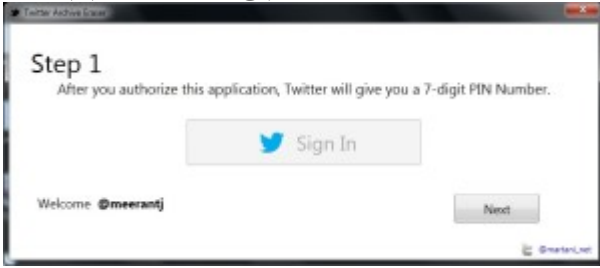 Twitter Archive Eraser
Step 1
After you authorize this application, Twitter will give you a 7-digit PIN Number.
Sign In
Welcome @meerantj
Next
@martani_net